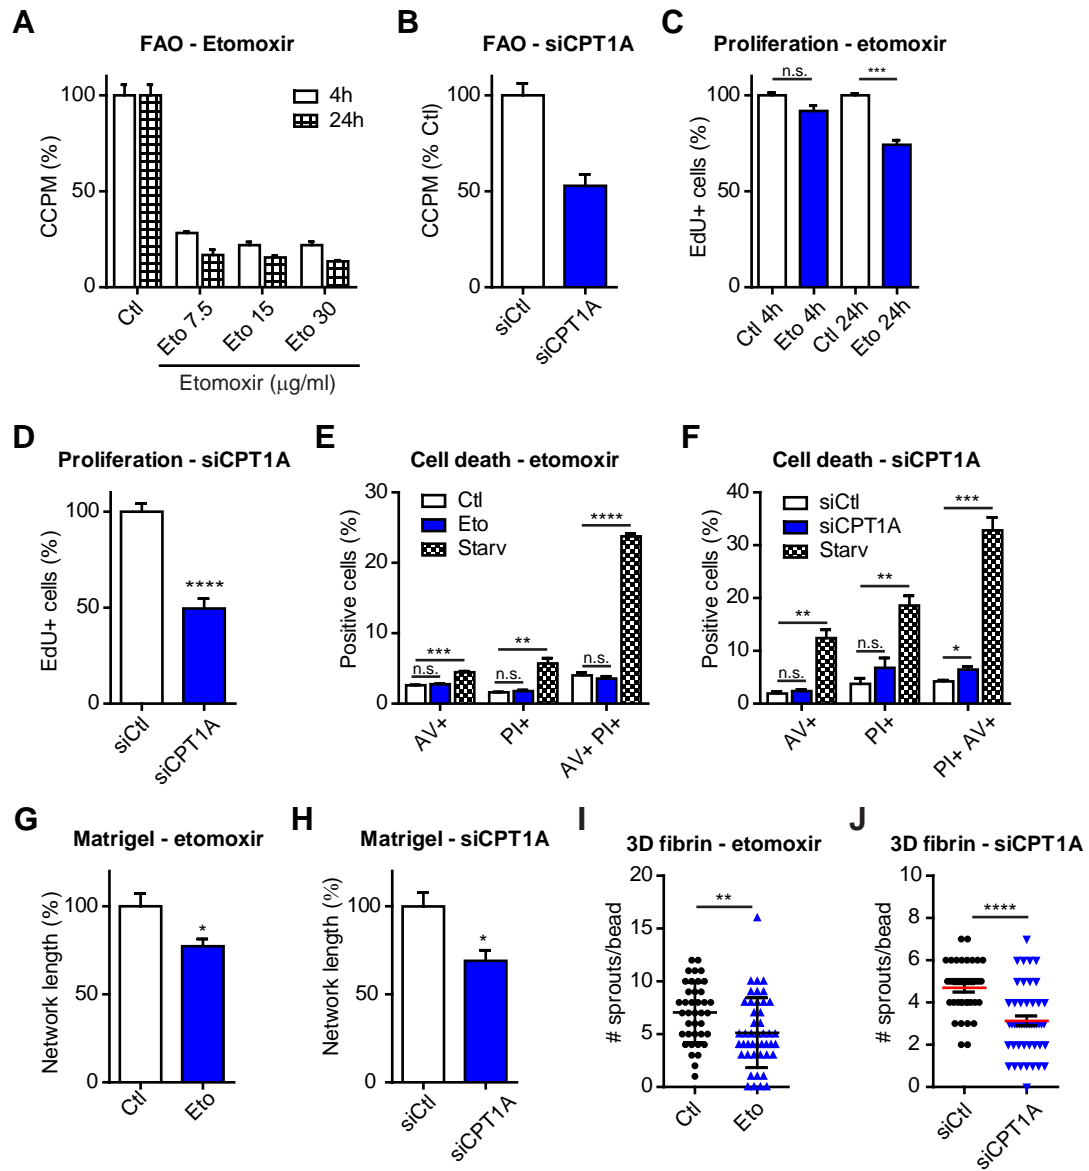 A
FAO - Etomoxir
CCPM (%)
100
50
0
4h
24h
Ctl
Eto 7.5
Eto 15
Eto 30
Etomoxir (μg/ml)
B
FAO - siCPT1A
CCPM (% Ctl)
100
50
0
siCtl
siCPT1A
C
Proliferation - etomoxir
EdU+ cells (%)
100
50
0
n.s.
***
Ctl 4h
Eto 4h
Ctl 24h
Eto 24h
D
Proliferation - siCPT1A
EdU+ cells (%)
100
50
0
****
siCtl
siCPT1A
E
Cell death - etomoxir
Positive cells (%)
30
20
10
0
Ctl
Eto
Starv
n.s.
***
n.s.
**
n.s.
****
AV+
PI+
AV+ PI+
F
Cell death - siCPT1A
Positive cells (%)
40
30
20
10
0
siCtl
siCPT1A
Starv
n.s.
**
n.s.
**
*
***
AV+
PI+
PI+ AV+
G
Matrigel - etomoxir
Network length (%)
100
50
0
*
Ctl
Eto
H
Matrigel - siCPT1A
Network length (%)
100
50
0
*
siCtl
siCPT1A
I
3D fibrin - etomoxir
# sprouts/bead
20
15
10
5
0
**
Ctl
Eto
J
3D fibrin - siCPT1A
# sprouts/bead
10
8
6
4
2
0
****
siCtl
siCPT1A